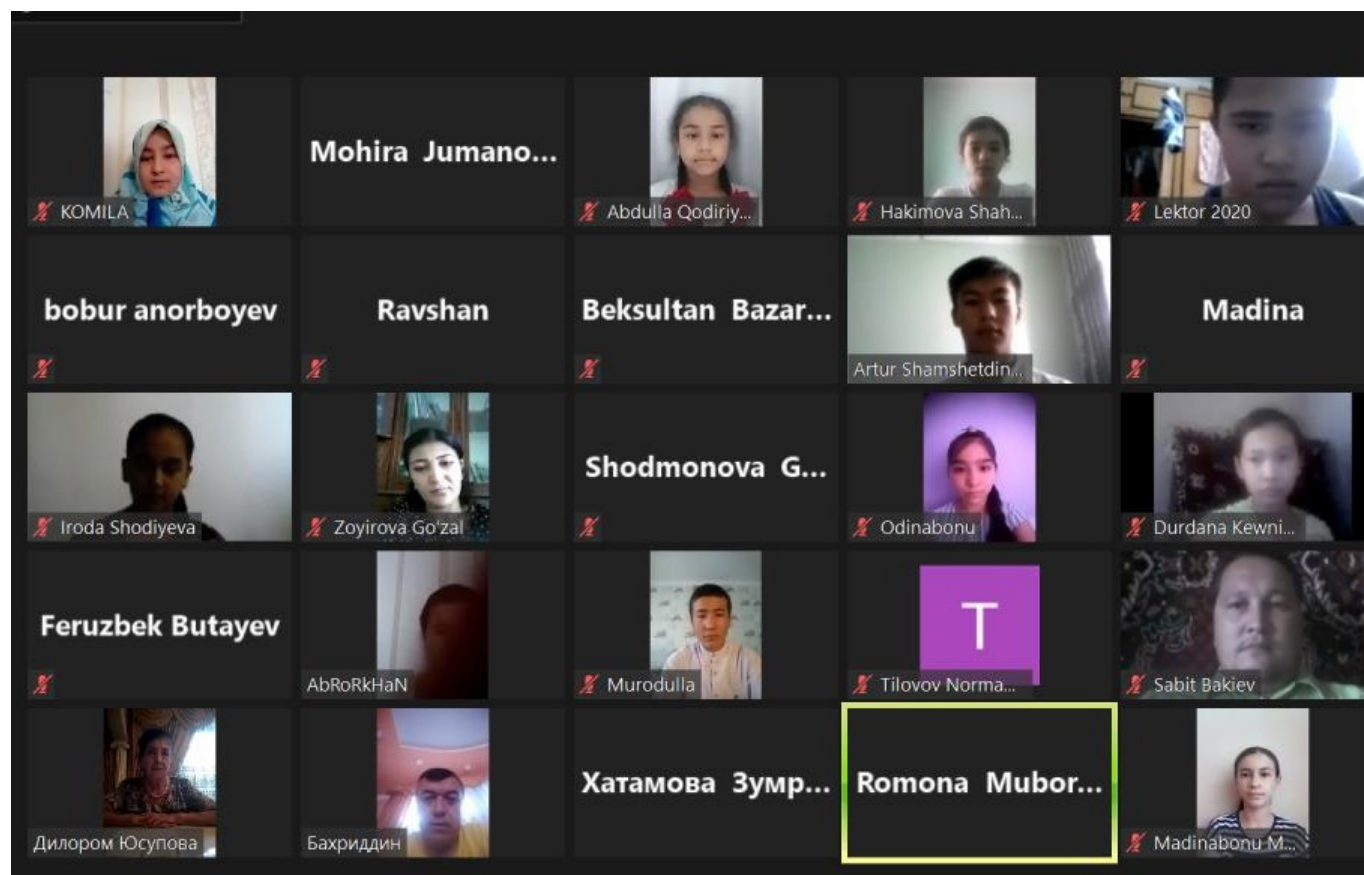 KOMILA
Mohira Jumano...
Abdulla Qodiriy...
Hakimova Shah...
Lektor 2020
bobur anorboyev
Ravshan
Beksultan Bazar...
Artur Shamshetdin...
Madina
Iroda Shodiyeva
Zoyirova Go'zal
Shodmonova G...
Odinabonu
Durdana Kewni...
Feruzbek Butayev
AbRoRkHaN
Murodulla
T
Tilovov Norma...
Sabit Bakiev
Дилором Юсупова
Бахриддин
Хатамова Зумр...
Romona Mubor...
Madinabonu M...